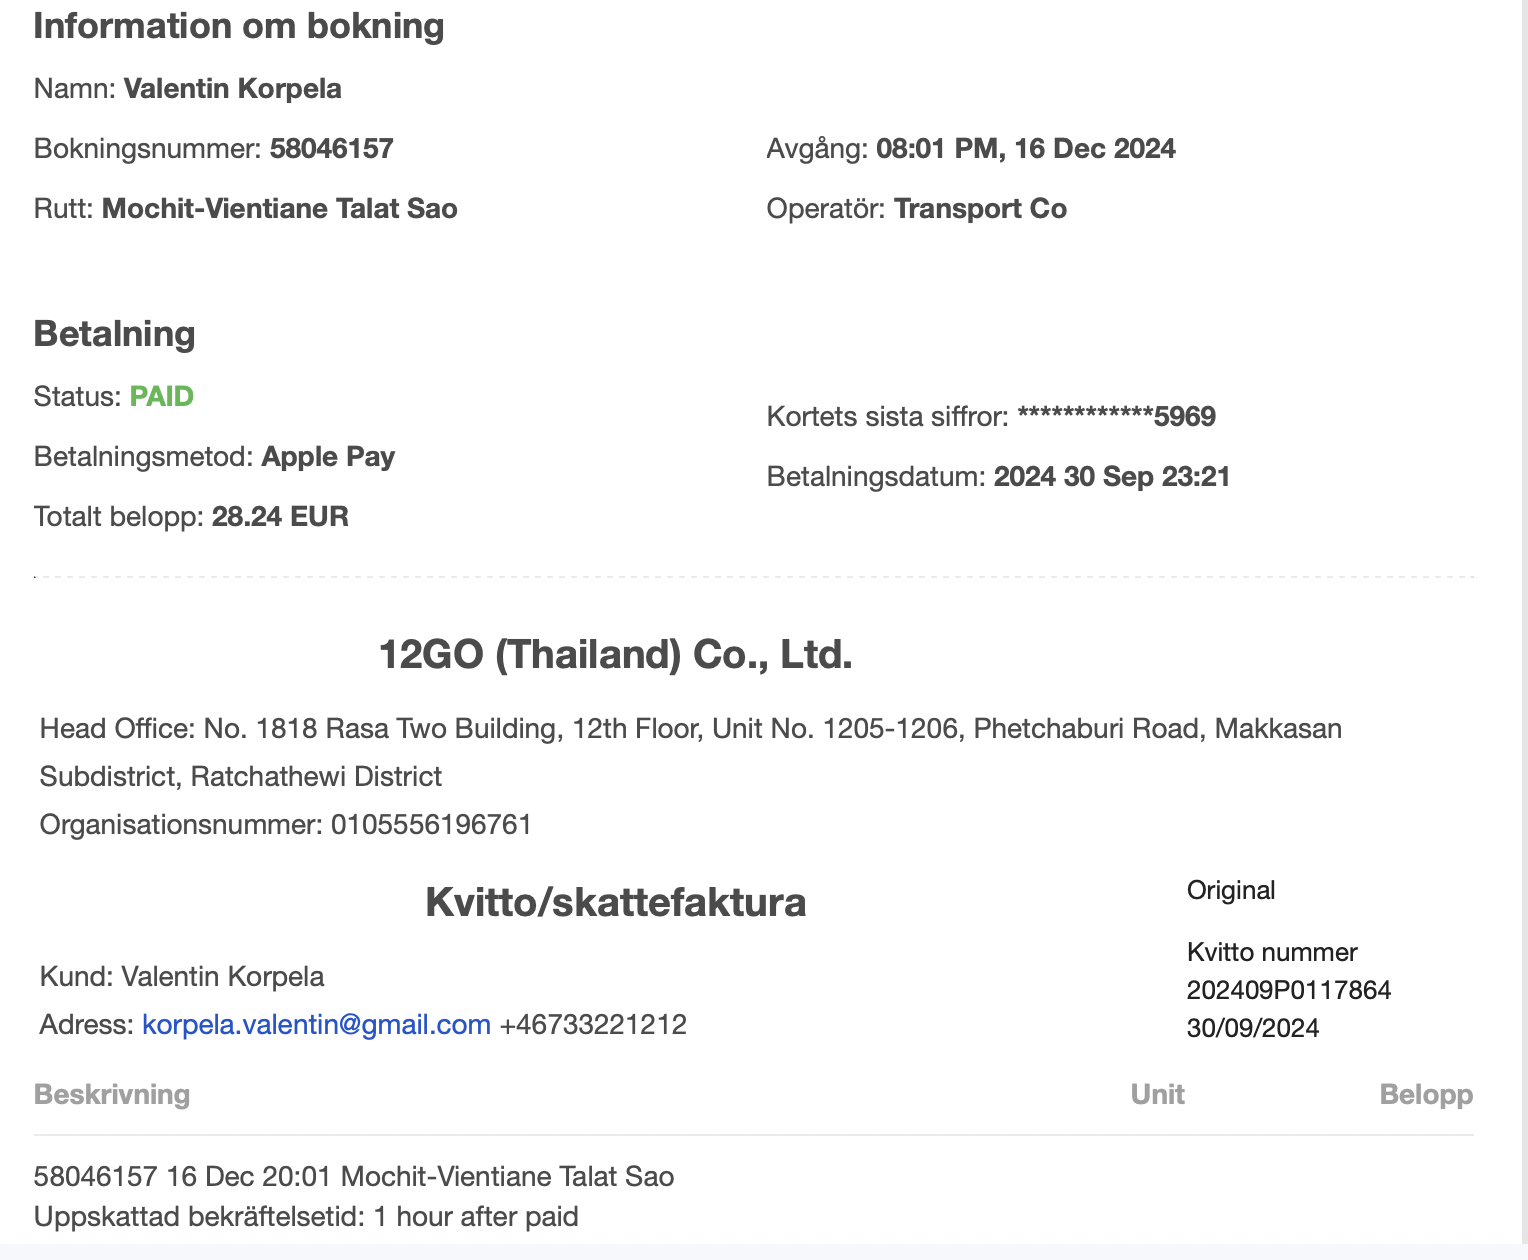 Information om bokning
Namn: Valentin Korpela
Bokningsnummer: 58046157
Avgång: 08:01 PM, 16 Dec 2024
Rutt: Mochit-Vientiane Talat Sao
Operatör: Transport Co
Betalning
Status: PAID
Kortets sista siffror: ************5969
Betalningsmetod: Apple Pay
Betalningsdatum: 2024 30 Sep 23:21
Totalt belopp: 28.24 EUR
12GO (Thailand) Co., Ltd.
Head Office: No. 1818 Rasa Two Building, 12th Floor, Unit No. 1205-1206, Phetchaburi Road, Makkasan
Subdistrict, Ratchathewi District
Organisationsnummer: 0105556196761
Kvitto/skattefaktura
Original
Kvitto nummer
202409P0117864
30/09/2024
Kund: Valentin Korpela
Adress: korpela.valentin@gmail.com +46733221212
Beskrivning Unit Belopp
58046157 16 Dec 20:01 Mochit-Vientiane Talat Sao
Uppskattad bekräftelsetid: 1 hour after paid